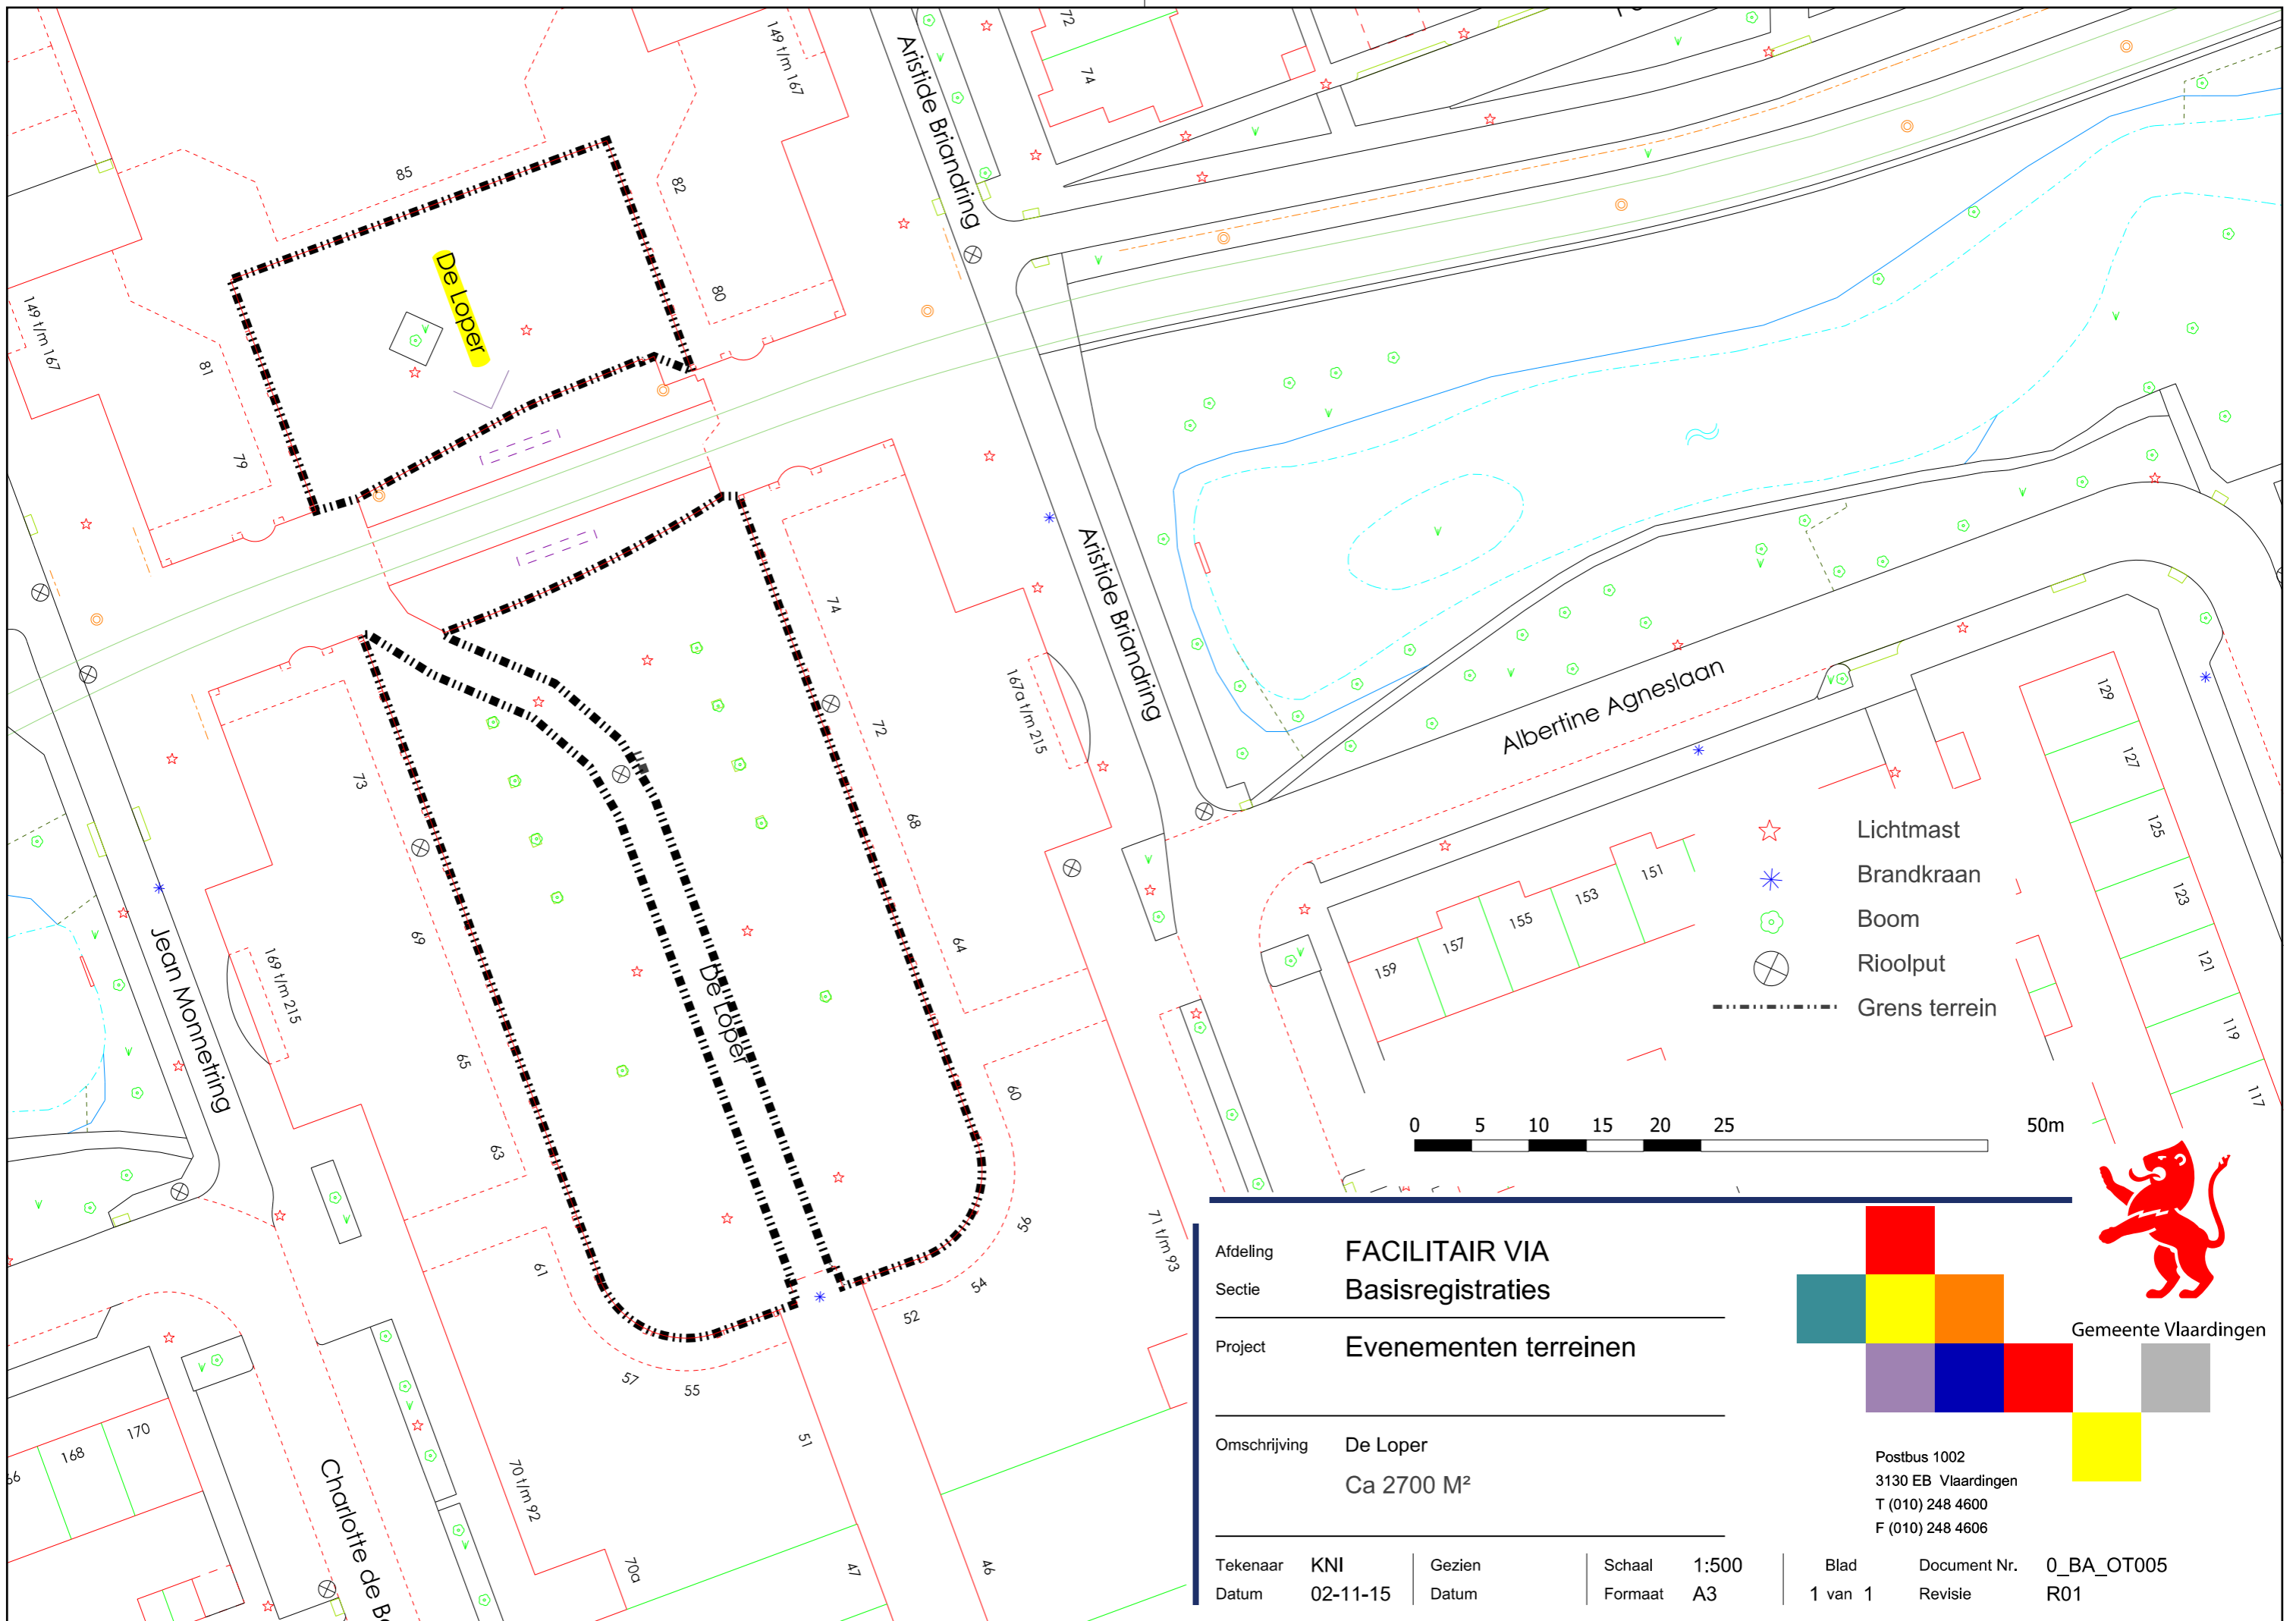 149 t/m 167
Aristide Briandring
72
74
85
82
De Loper
80
149 t/m 167
81
79
Aristide Briandring
74
167a t/m 215
72
73
68
Albertine Agneslaan
129
127
125
123
121
119
117
Lichtmast
Brandkraan
Boom
Rioolput
Grens terrein
151
153
155
157
159
69
64
De Loper
Jean Monnetring
169 t/m 215
65
60
63
56
71 t/m 93
61
54
52
57
55
51
168
170
70 t/m 92
70a
47
46
0 5 10 15 20 25 50m
Afdeling FACILITAIR VIA
Sectie Basisregistraties
Project Evenementen terreinen
Omschrijving De Loper
Ca 2700 M²
Gemeente Vlaardingen
Postbus 1002
3130 EB Vlaardingen
T (010) 248 4600
F (010) 248 4606
Tekenaar KNI Gezien Schaal 1:500 Blad Document Nr. 0_BA_OT005
Datum 02-11-15 Datum Formaat A3 1 van 1 Revisie R01